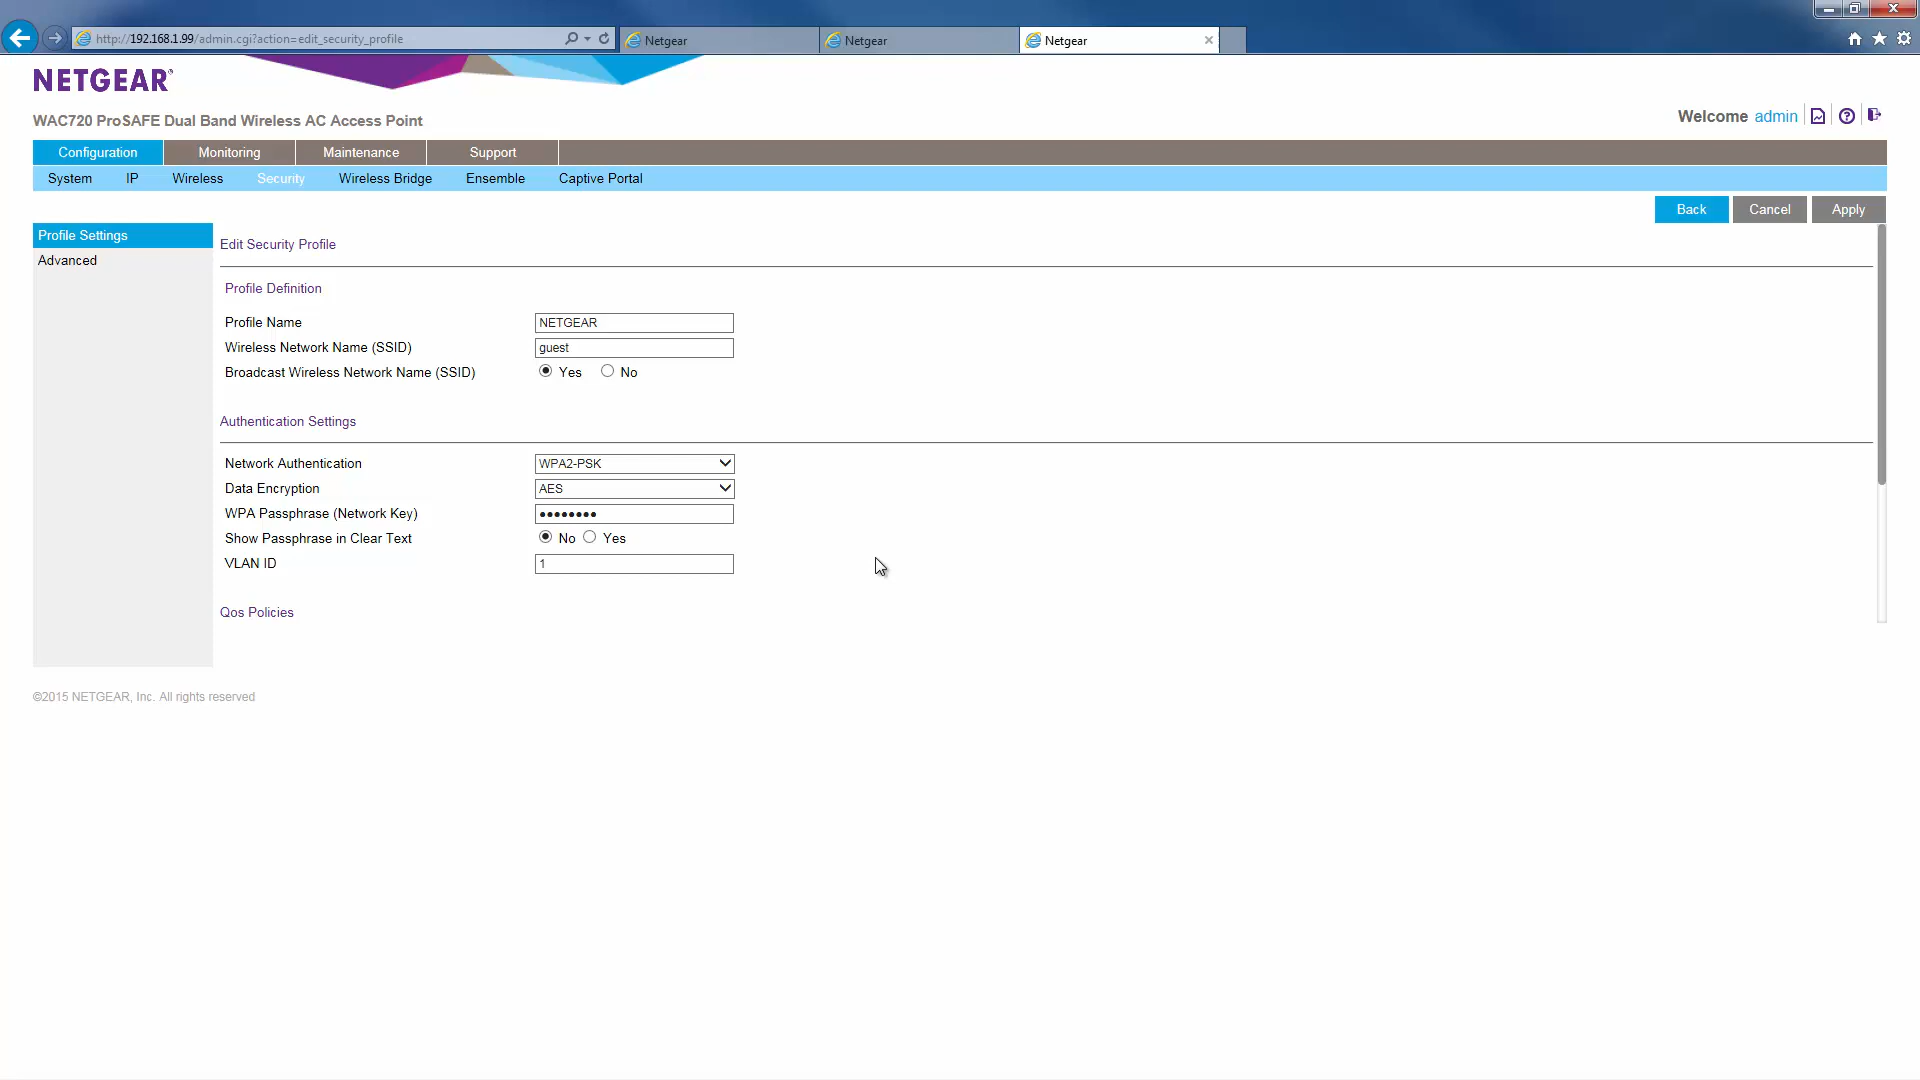 http://192.168.1.99/admin.cgi?action=edit_security_profile
Netgear
Netgear
Netgear
NETGEAR®
WAC720 ProSAFE Dual Band Wireless AC Access Point
Welcome admin
Configuration Monitoring Maintenance Support
System IP Wireless Security Wireless Bridge Ensemble Captive Portal
Back Cancel Apply
Profile Settings
Advanced
Edit Security Profile
Profile Definition
Profile Name NETGEAR
Wireless Network Name (SSID) guest
Broadcast Wireless Network Name (SSID) Yes No
Authentication Settings
Network Authentication WPA2-PSK
Data Encryption AES
WPA Passphrase (Network Key) ••••••••
Show Passphrase in Clear Text No Yes
VLAN ID 1
Qos Policies
©2015 NETGEAR, Inc. All rights reserved